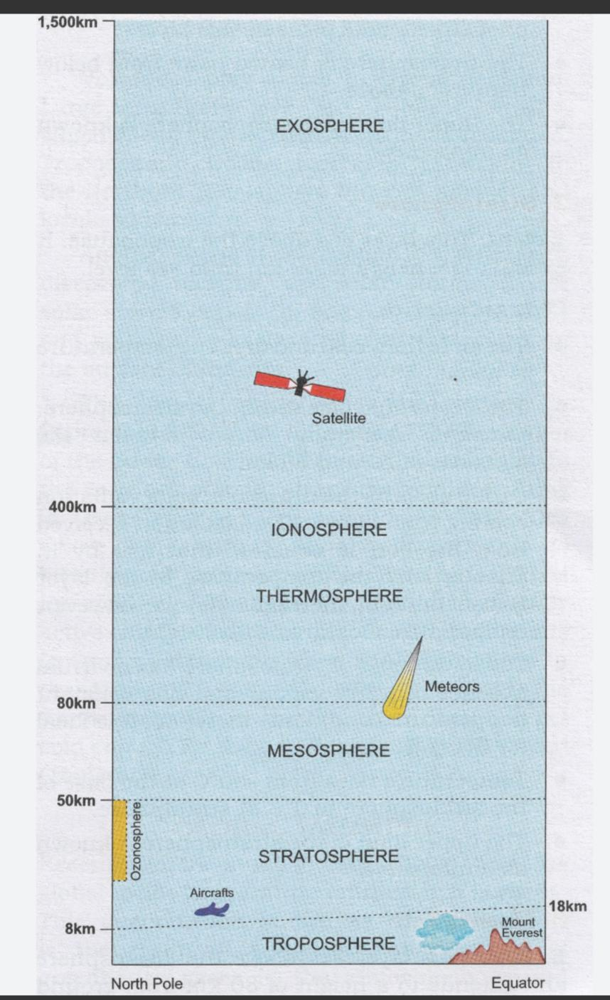 1,500km
EXOSPHERE
Satellite
400km
IONOSPHERE
THERMOSPHERE
Meteors
80km
MESOSPHERE
50km
Ozonosphere
STRATOSPHERE
Aircrafts
18km
8km
Mount
Everest
TROPOSPHERE
North Pole
Equator